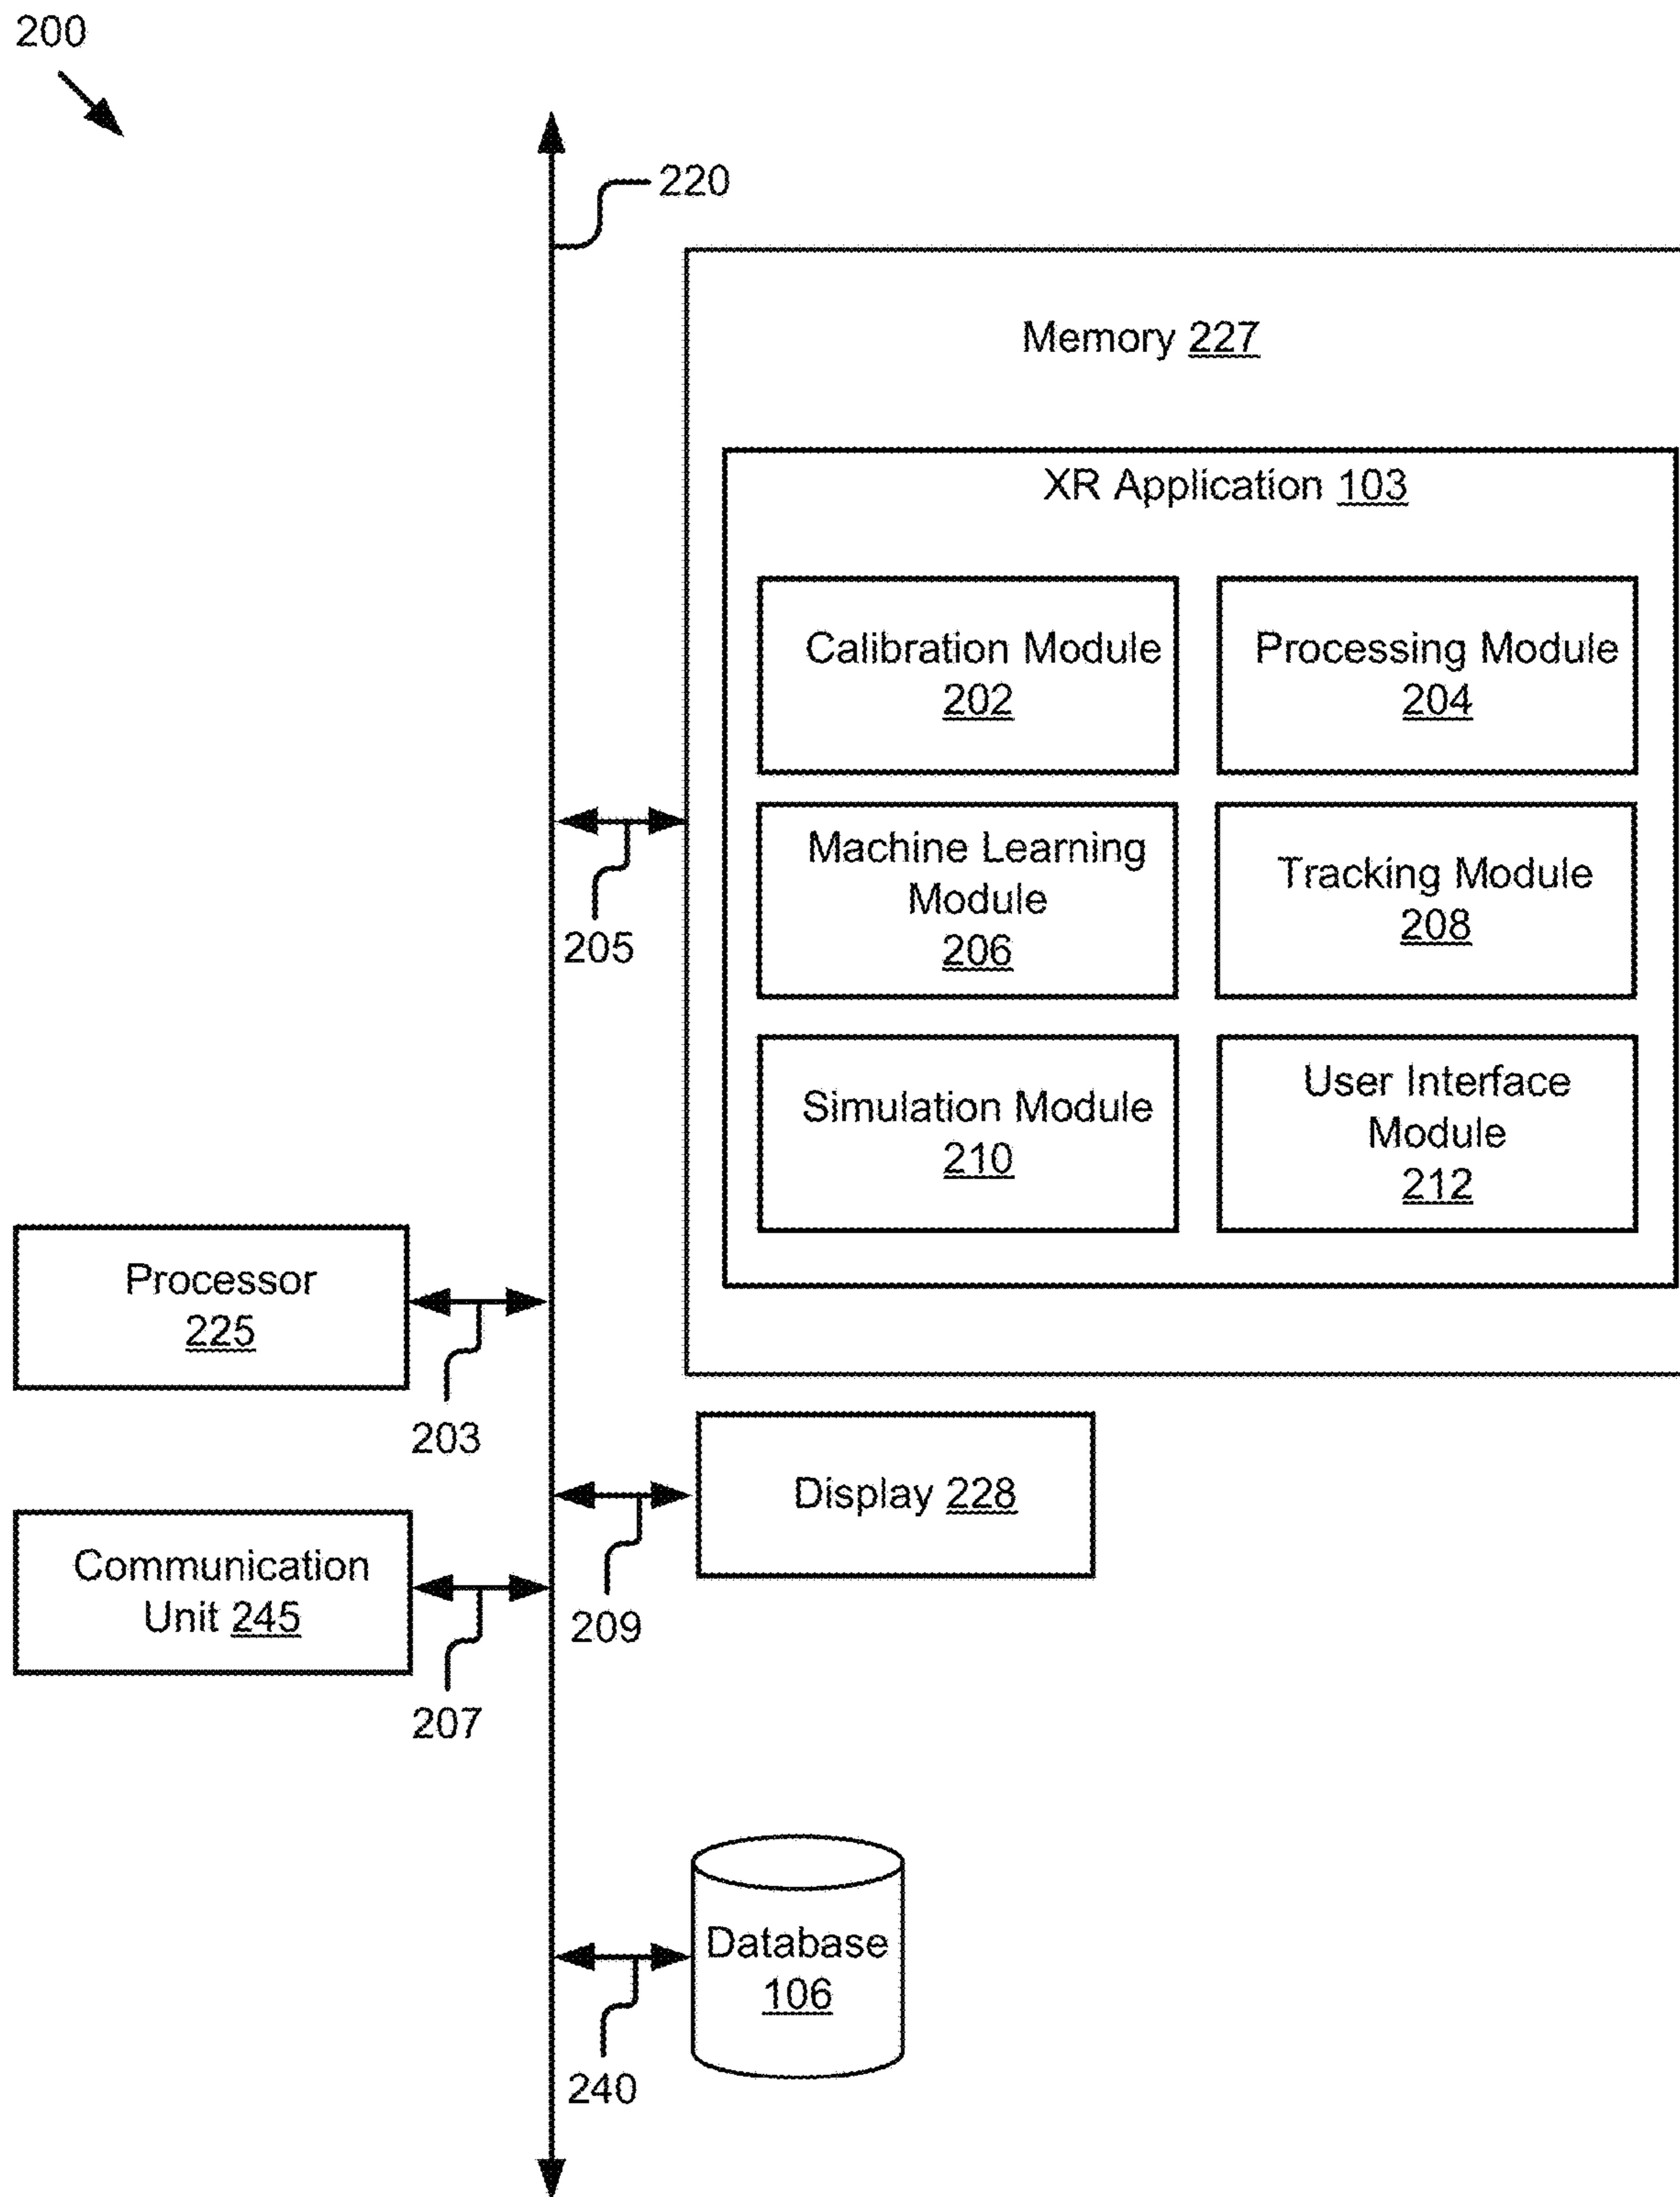 200
220
Memory 227
XR Application 103
Calibration Module
202
Processing Module
204
Machine Learning
Module
206
Tracking Module
208
205
Simulation Module
210
User Interface
Module
212
Processor
225
203
Display 228
Communication
Unit 245
209
207
Database
106
240